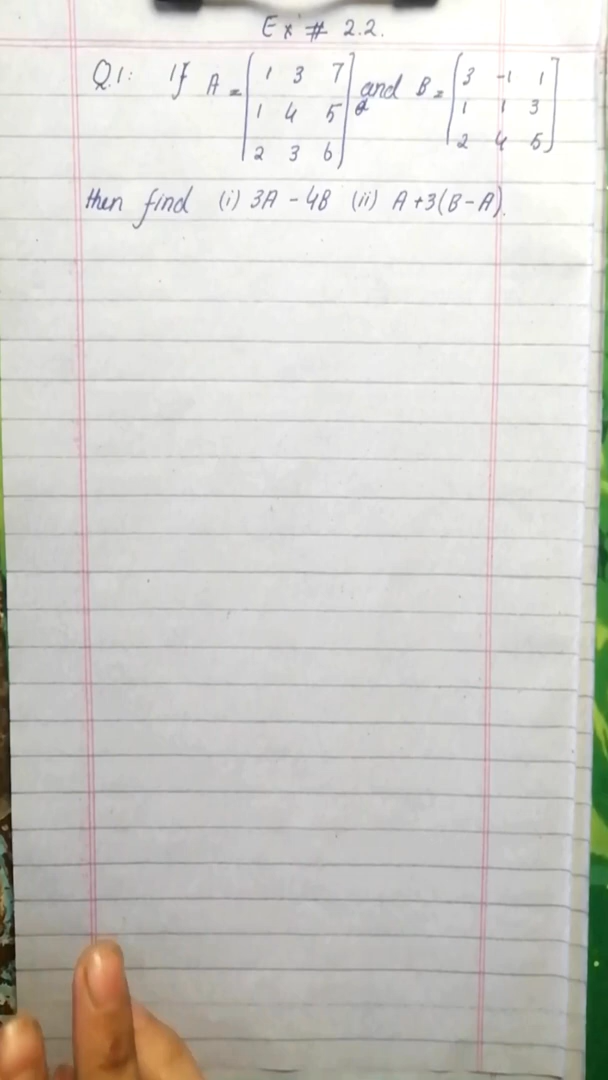 Ex # 2.2.
Q.1: If A = [1 3 7 and B = [3 -1 1
1 4 5 1 1 3
2 3 6] 2 4 5]
then find (i) 3A - 4B (ii) A + 3(B - A).